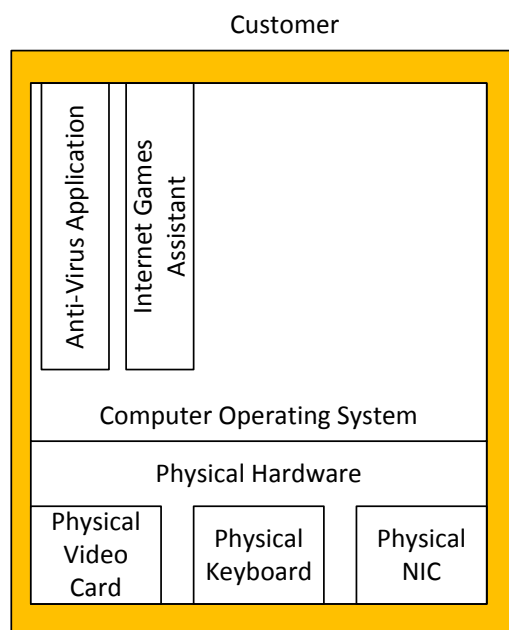 Customer
Anti-Virus Application
Internet Games
Assistant
Computer Operating System
Physical Hardware
Physical
Video
Card
Physical
Keyboard
Physical
NIC